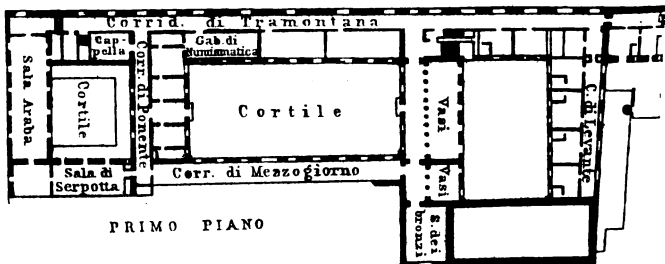 Corrid. di Tramontana
Cap-
pella
Gab. di
Numismatica
Sala Araba
Cortile
Corr. di Ponente
Cortile
Vasi
C. di Levante
Sala di
Serpotta
Corr. di Mezzogiorno
Vasi
S. dei
bronzi
PRIMO PIANO